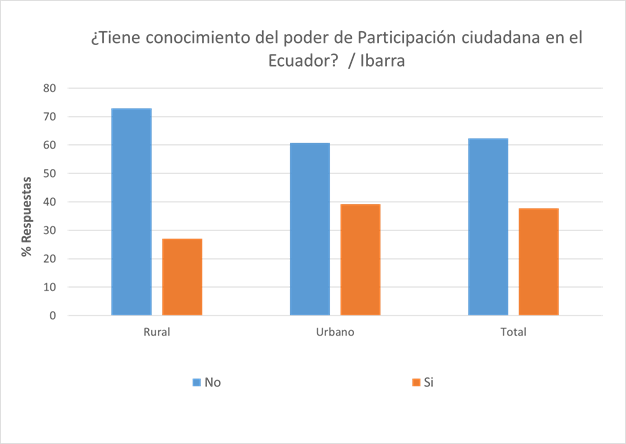 ¿Tiene conocimiento del poder de Participación ciudadana en el
Ecuador?  / Ibarra
80
70
60
50
40
30
20
10
0
% Respuestas
Rural
Urbano
Total
No
Si